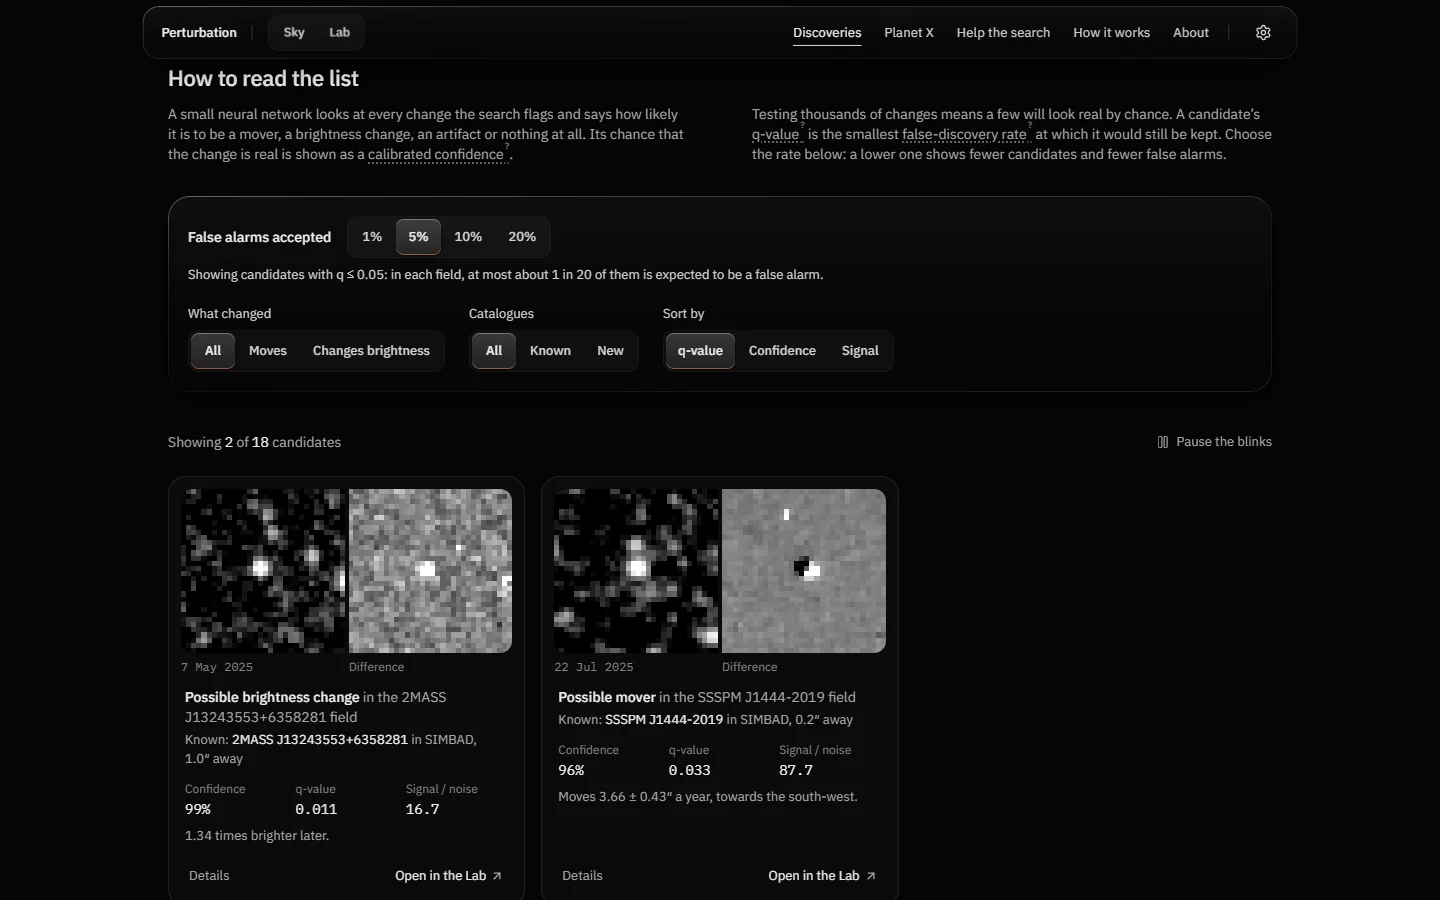 Perturbation
Sky Lab
Discoveries Planet X Help the search How it works About
How to read the list
A small neural network looks at every change the search flags and says how likely
it is to be a mover, a brightness change, an artifact or nothing at all. Its chance that
the change is real is shown as a calibrated confidence?.
Testing thousands of changes means a few will look real by chance. A candidate’s
q-value? is the smallest false-discovery rate? at which it would still be kept. Choose
the rate below: a lower one shows fewer candidates and fewer false alarms.
False alarms accepted 1% 5% 10% 20%
Showing candidates with q ≤ 0.05: in each field, at most about 1 in 20 of them is expected to be a false alarm.
What changed Catalogues Sort by
All Moves Changes brightness All Known New q-value Confidence Signal
Showing 2 of 18 candidates
Pause the blinks
7 May 2025 Difference
Possible brightness change in the 2MASS
J13243553+6358281 field
Known: 2MASS J13243553+6358281 in SIMBAD,
1.0″ away
Confidence q-value Signal / noise
99% 0.011 16.7
1.34 times brighter later.
Details Open in the Lab ↗
22 Jul 2025 Difference
Possible mover in the SSSPM J1444-2019 field
Known: SSSPM J1444-2019 in SIMBAD, 0.2″ away
Confidence q-value Signal / noise
96% 0.033 87.7
Moves 3.66 ± 0.43″ a year, towards the south-west.
Details Open in the Lab ↗